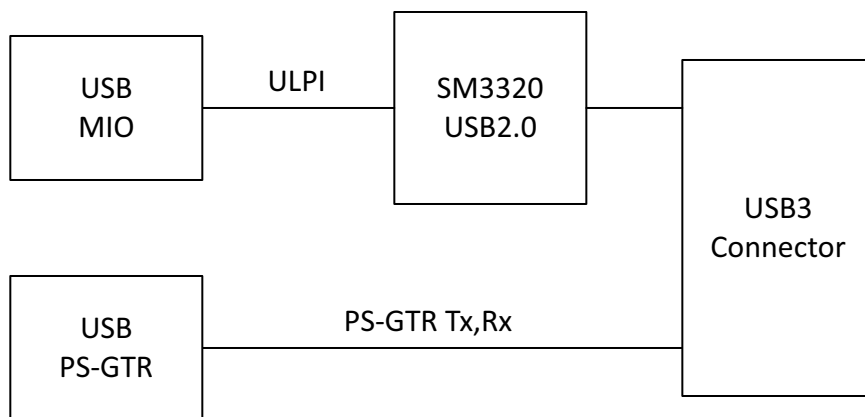 USB
MIO
ULPI
SM3320
USB2.0
USB3
Connector
USB
PS-GTR
PS-GTR Tx,Rx